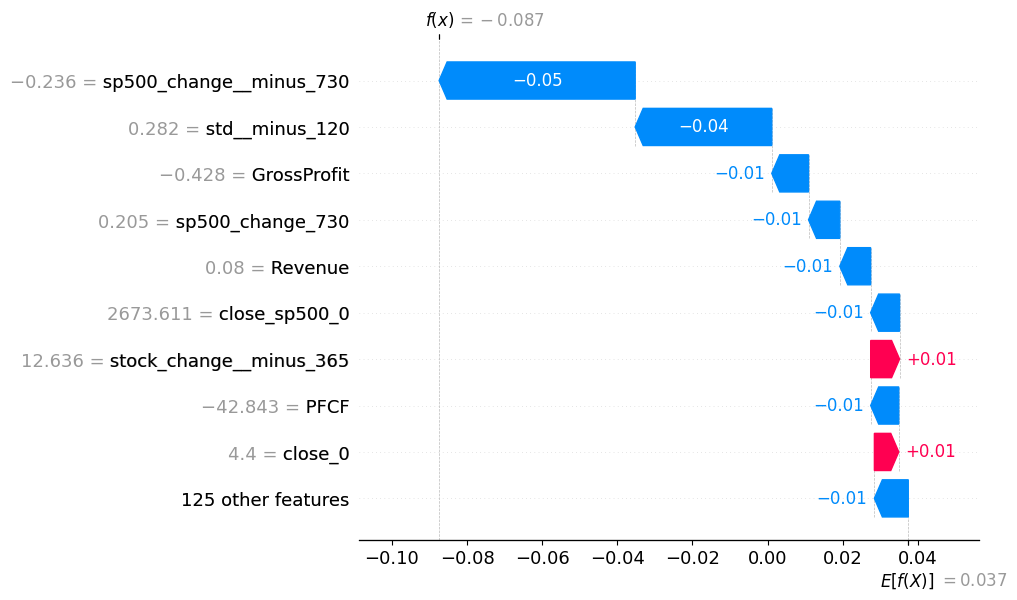 f(x) = −0.087
−0.236 = sp500_change__minus_730
−0.05
0.282 = std__minus_120
−0.04
−0.428 = GrossProfit
−0.01
0.205 = sp500_change_730
−0.01
0.08 = Revenue
−0.01
2673.611 = close_sp500_0
−0.01
12.636 = stock_change__minus_365
+0.01
−42.843 = PFCF
−0.01
4.4 = close_0
+0.01
125 other features
−0.01
−0.10 −0.08 −0.06 −0.04 −0.02 0.00 0.02 0.04
E[f(X)] = 0.037